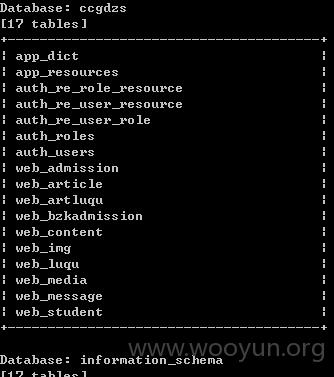 Database: ccgdzs
[17 tables]
+------------------------------------+
| app_dict
| app_resources
| auth_re_role_resource
| auth_re_user_resource
| auth_re_user_role
| auth_roles
| auth_users
| web_admission
| web_article
| web_artluqu
| web_bzkadmission
| web_content
| web_img
| web_luqu
| web_media
| web_message
| web_student
+------------------------------------+
www.wooyun.org
Database: information_schema
[17 tables]